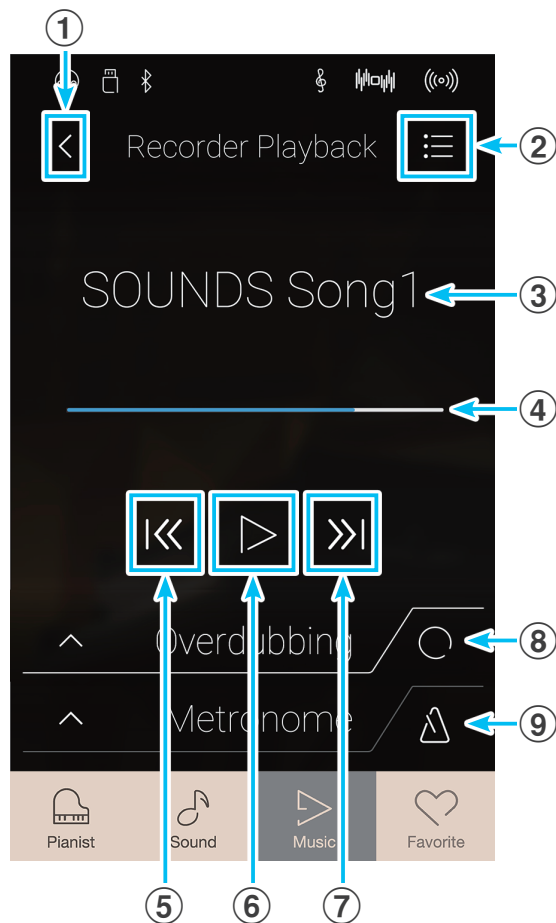 1
Recorder Playback
2
SOUNDS Song1
3
4
Overdubbing
8
Metronome
9
Pianist Sound Music Favorite
5 6 7